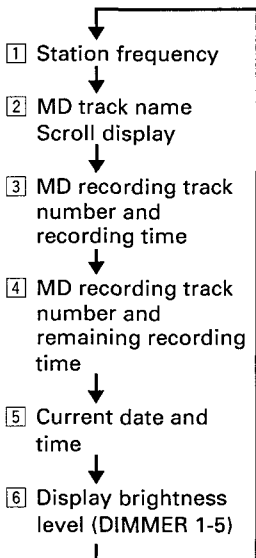 1 Station frequency
2 MD track name
Scroll display
3 MD recording track
number and
recording time
4 MD recording track
number and
remaining recording
time
5 Current date and
time
6 Display brightness
level (DIMMER 1-5)